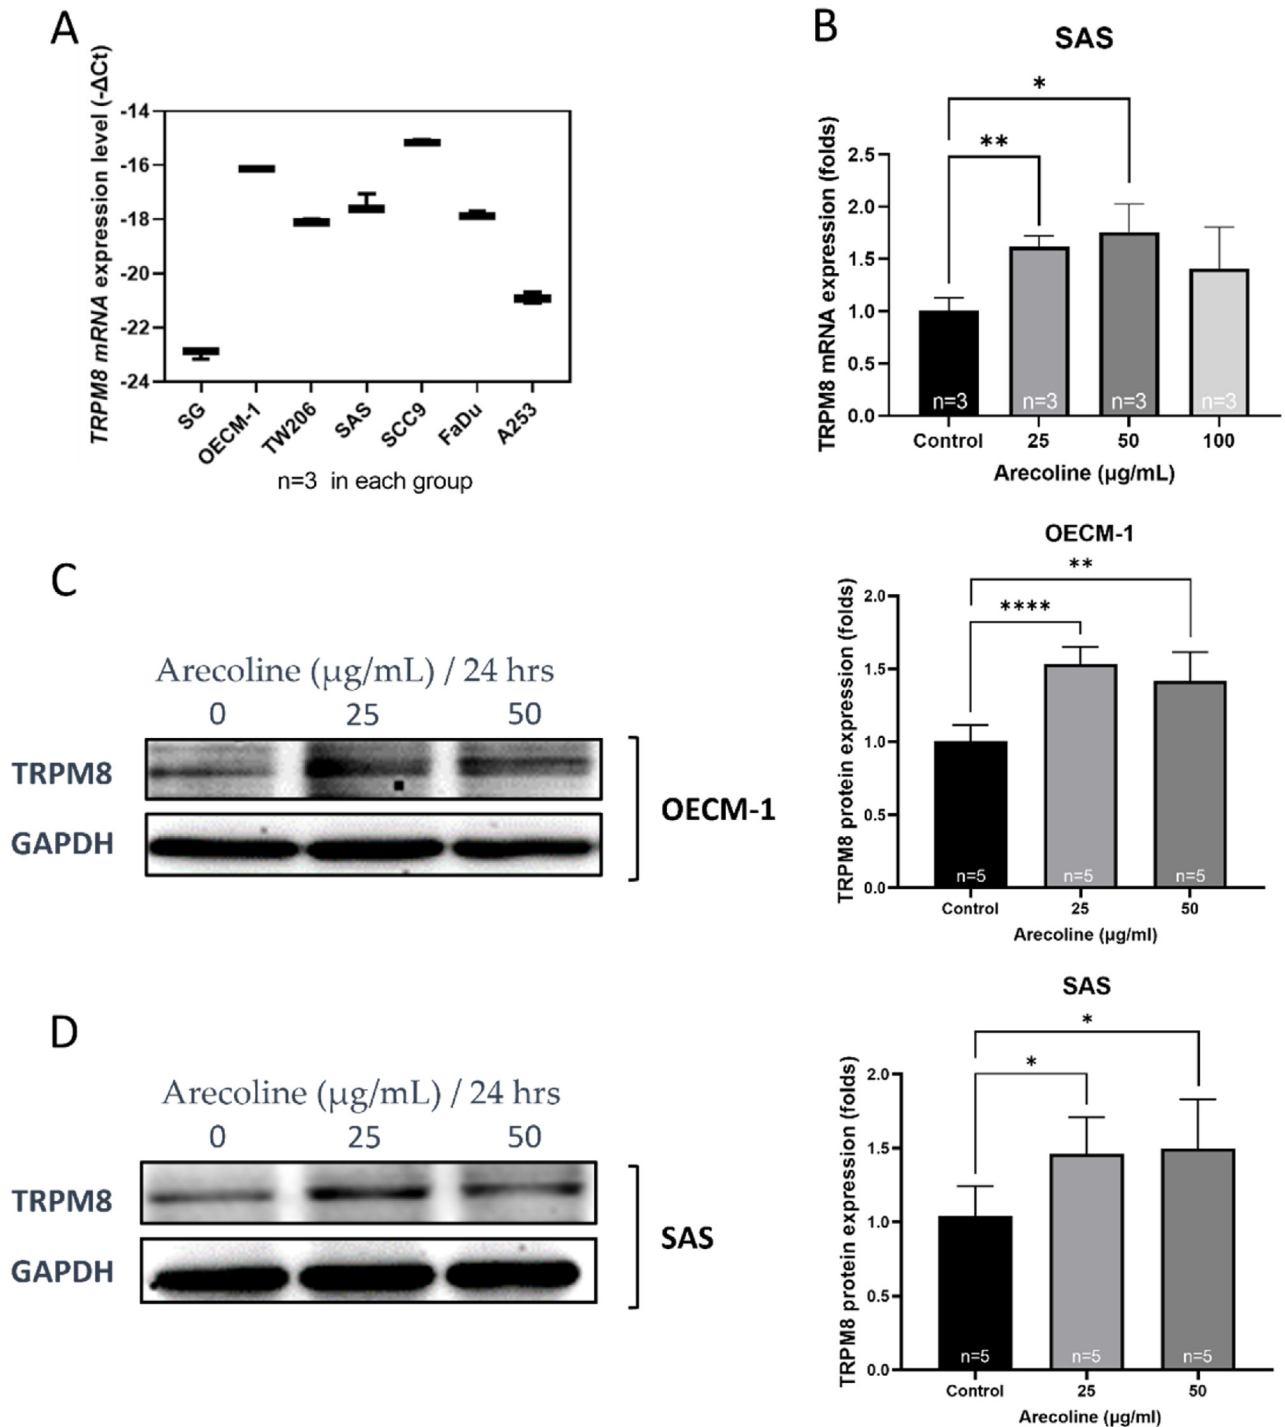 A
TRPM8 mRNA expression level (-ΔCt)
-14
-16
-18
-20
-22
-24
SG
OECM-1
TW206
SAS
SCC9
FaDu
A253
n=3 in each group
B
SAS
*
**
TRPM8 mRNA expression (folds)
2.5
2.0
1.5
1.0
0.5
0.0
n=3 n=3 n=3 n=3
Control 25 50 100
Arecoline (µg/mL)
C
Arecoline (µg/mL) / 24 hrs
0 25 50
TRPM8
GAPDH
OECM-1
OECM-1
**
****
TRPM8 protein expression (folds)
2.0
1.5
1.0
0.5
0.0
n=5 n=5 n=5
Control 25 50
Arecoline (µg/ml)
D
Arecoline (µg/mL) / 24 hrs
0 25 50
TRPM8
GAPDH
SAS
SAS
*
*
TRPM8 protein expression (folds)
2.0
1.5
1.0
0.5
0.0
n=5 n=5 n=5
Control 25 50
Arecoline (µg/ml)